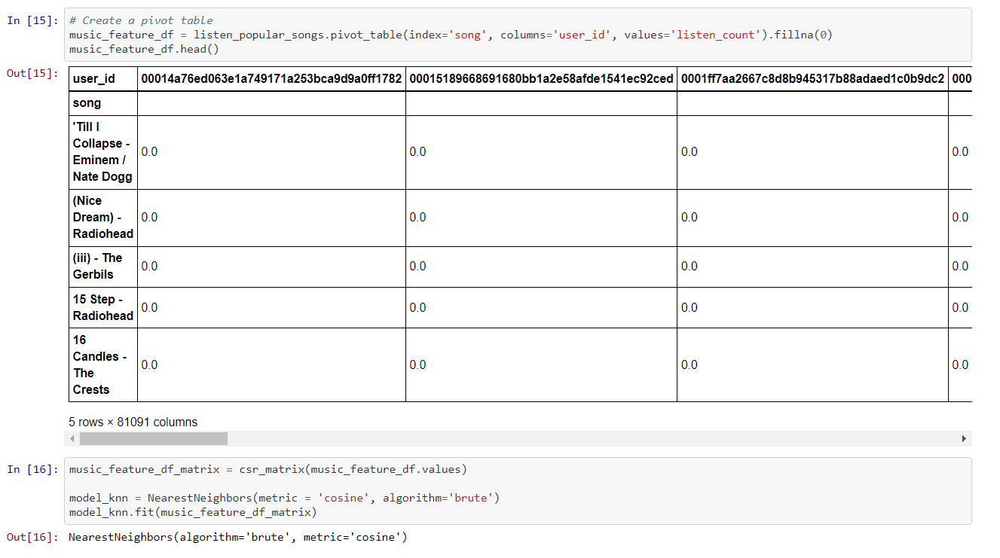 In [15]:
# Create a pivot table
music_feature_df = listen_popular_songs.pivot_table(index='song', columns='user_id', values='listen_count').fillna(0)
music_feature_df.head()
Out[15]:
user_id 00014a76ed063e1a749171a253bca9d9a0ff1782 00015189668691680bb1a2e58afde1541ec92ced 0001ff7aa2667c8d8b945317b88adaed1c0b9dc2 000
song
'Till I
Collapse -
Eminem /
Nate Dogg
0.0 0.0 0.0 0.0
(Nice
Dream) -
Radiohead
0.0 0.0 0.0 0.0
(iii) - The
Gerbils
0.0 0.0 0.0 0.0
15 Step -
Radiohead
0.0 0.0 0.0 0.0
16
Candles -
The
Crests
0.0 0.0 0.0 0.0
5 rows × 81091 columns
In [16]:
music_feature_df_matrix = csr_matrix(music_feature_df.values)
model_knn = NearestNeighbors(metric = 'cosine', algorithm='brute')
model_knn.fit(music_feature_df_matrix)
Out[16]: NearestNeighbors(algorithm='brute', metric='cosine')